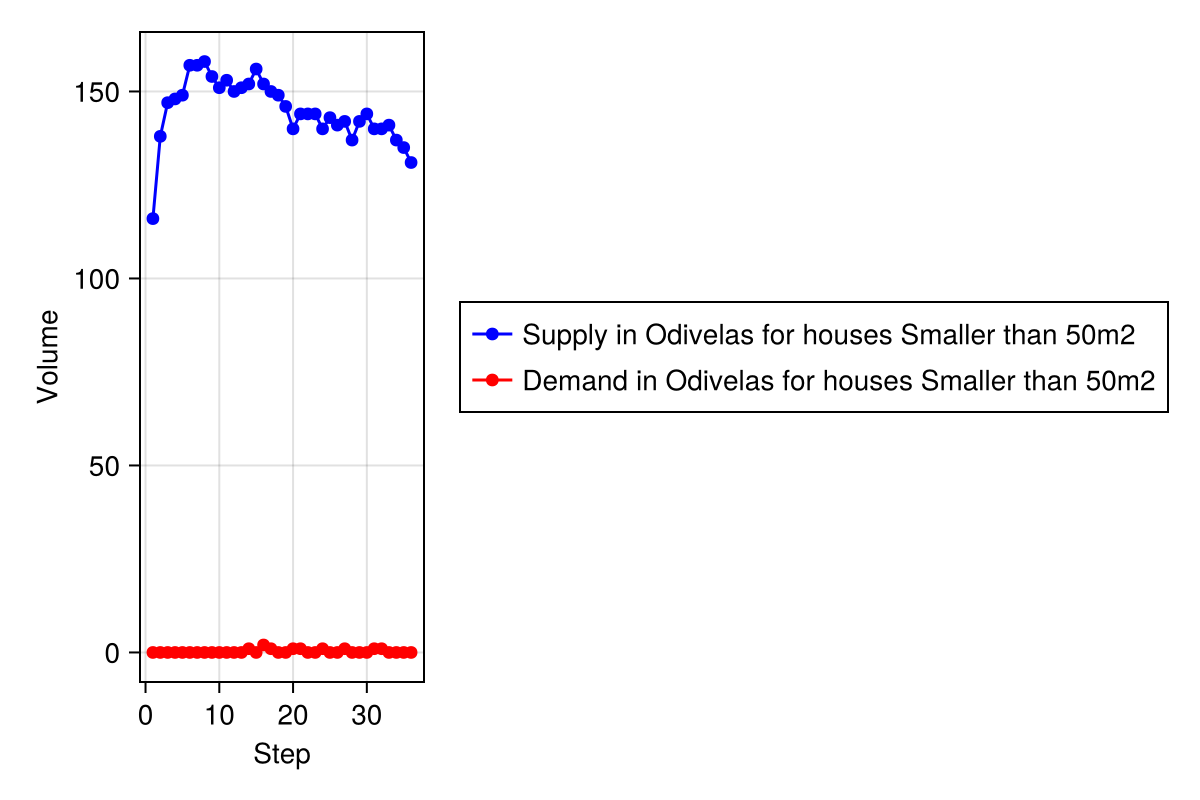 150
100
50
0
Volume
0 10 20 30
Step
Supply in Odivelas for houses Smaller than 50m2
Demand in Odivelas for houses Smaller than 50m2